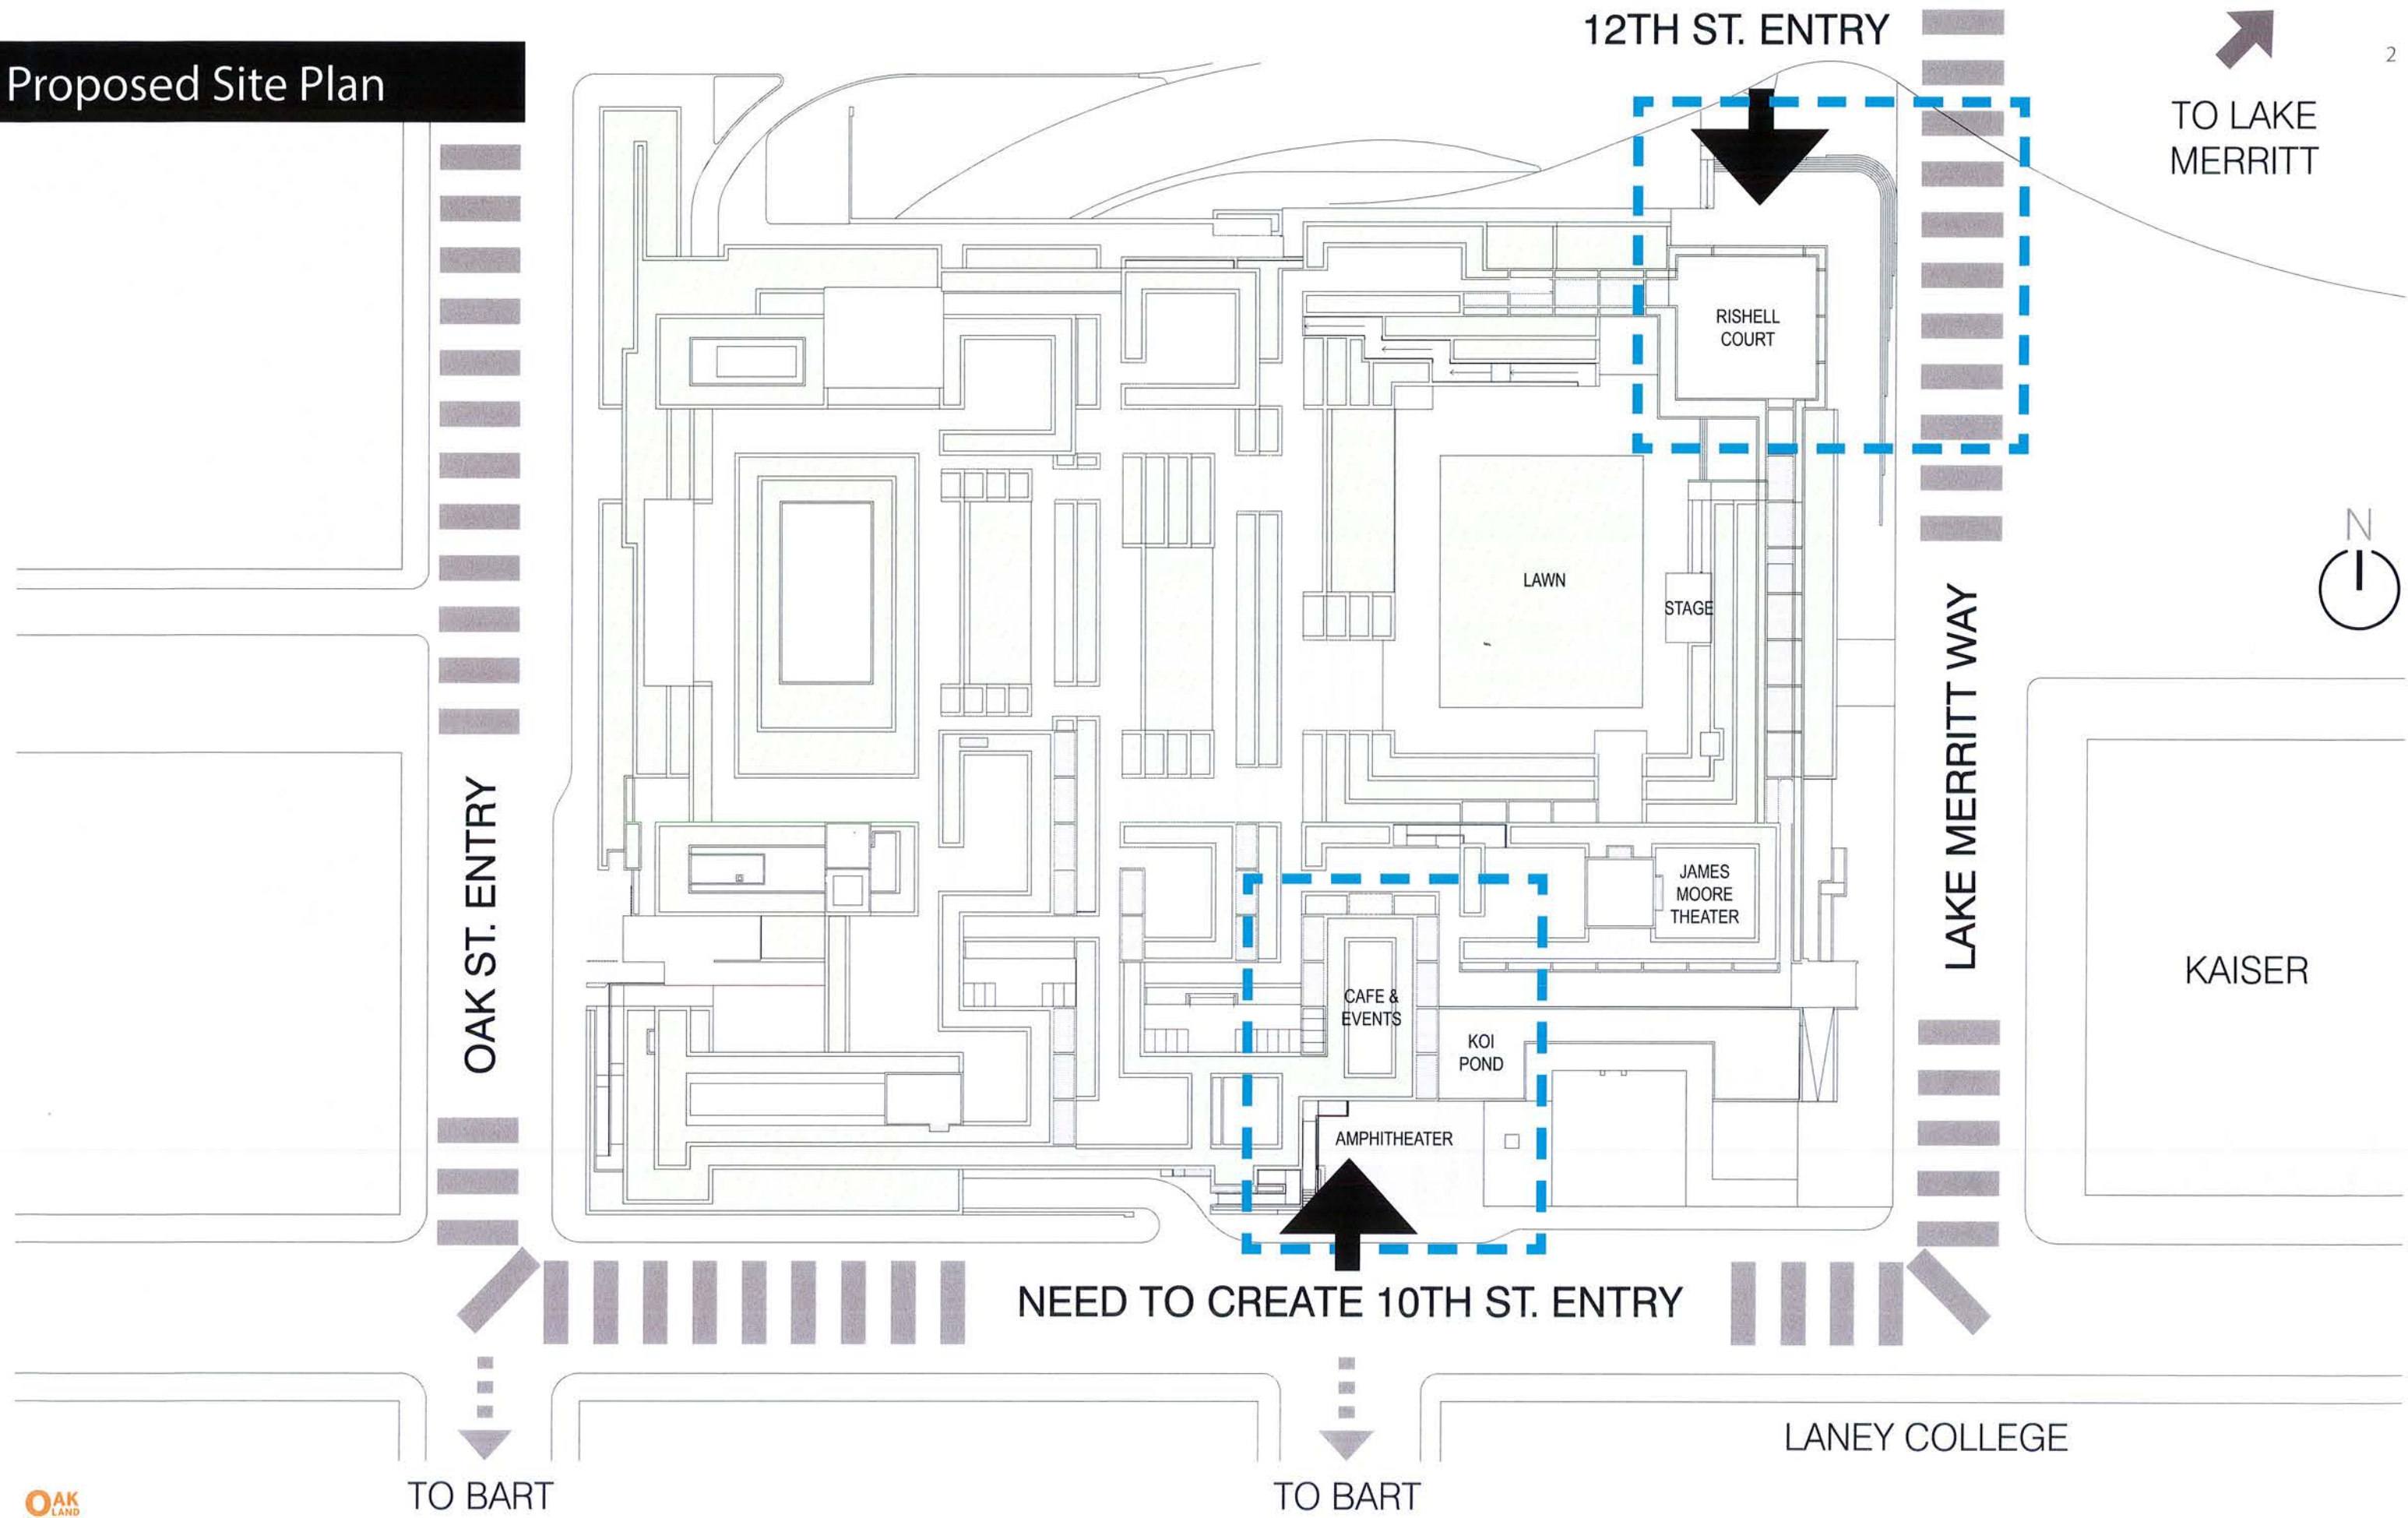 12TH ST. ENTRY
2
Proposed Site Plan
TO LAKE
MERRITT
RISHELL
COURT
N
LAWN
STAGE
LAKE MERRITT WAY
OAK ST. ENTRY
JAMES
MOORE
THEATER
KAISER
CAFE &
EVENTS
KOI
POND
AMPHITHEATER
NEED TO CREATE 10TH ST. ENTRY
LANEY COLLEGE
TO BART
TO BART
OAK
LAND